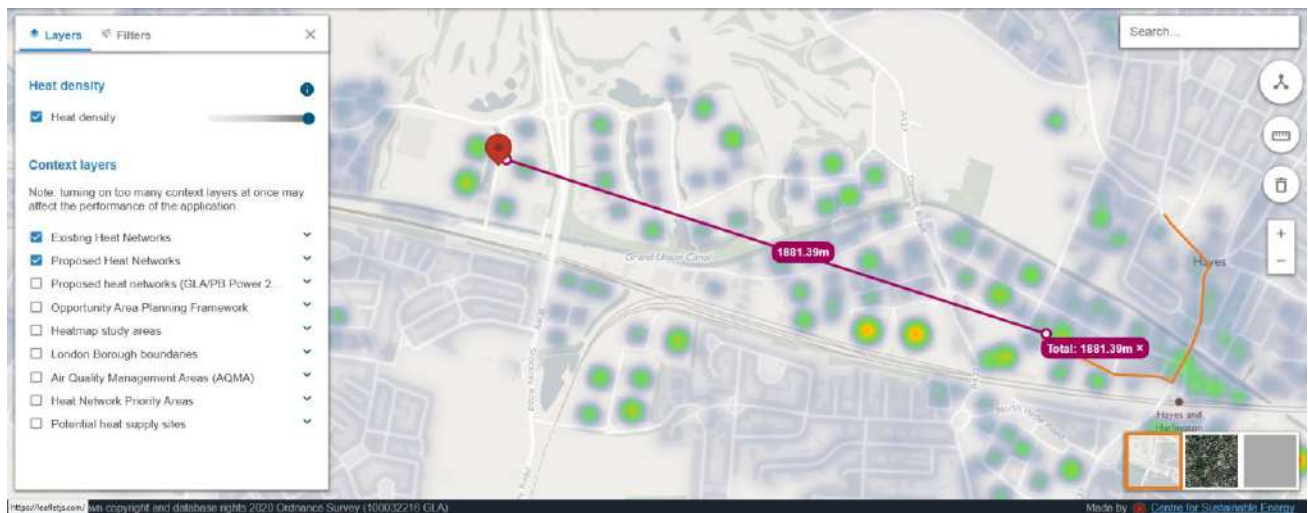 Layers
Filters
Search...
Heat density
Heat density
Context layers
Note: turning on too many context layers at once may
affect the performance of the application.
Existing Heat Networks
Proposed Heat Networks
Proposed heat networks (GLA/PB Power 2...
Opportunity Area Planning Framework
Heatmap study areas
London Borough boundaries
Air Quality Management Areas (AQMA)
Heat Network Priority Areas
Potential heat supply sites
A437
Grand Union Canal
1881.39m
Hayes
Total: 1881.39m ×
A437
Hayes and
Harlington
https://leafletjs.com/
wn copyright and database rights 2020 Ordnance Survey (100032216 GLA)
Made by
Centre for Sustainable Energy